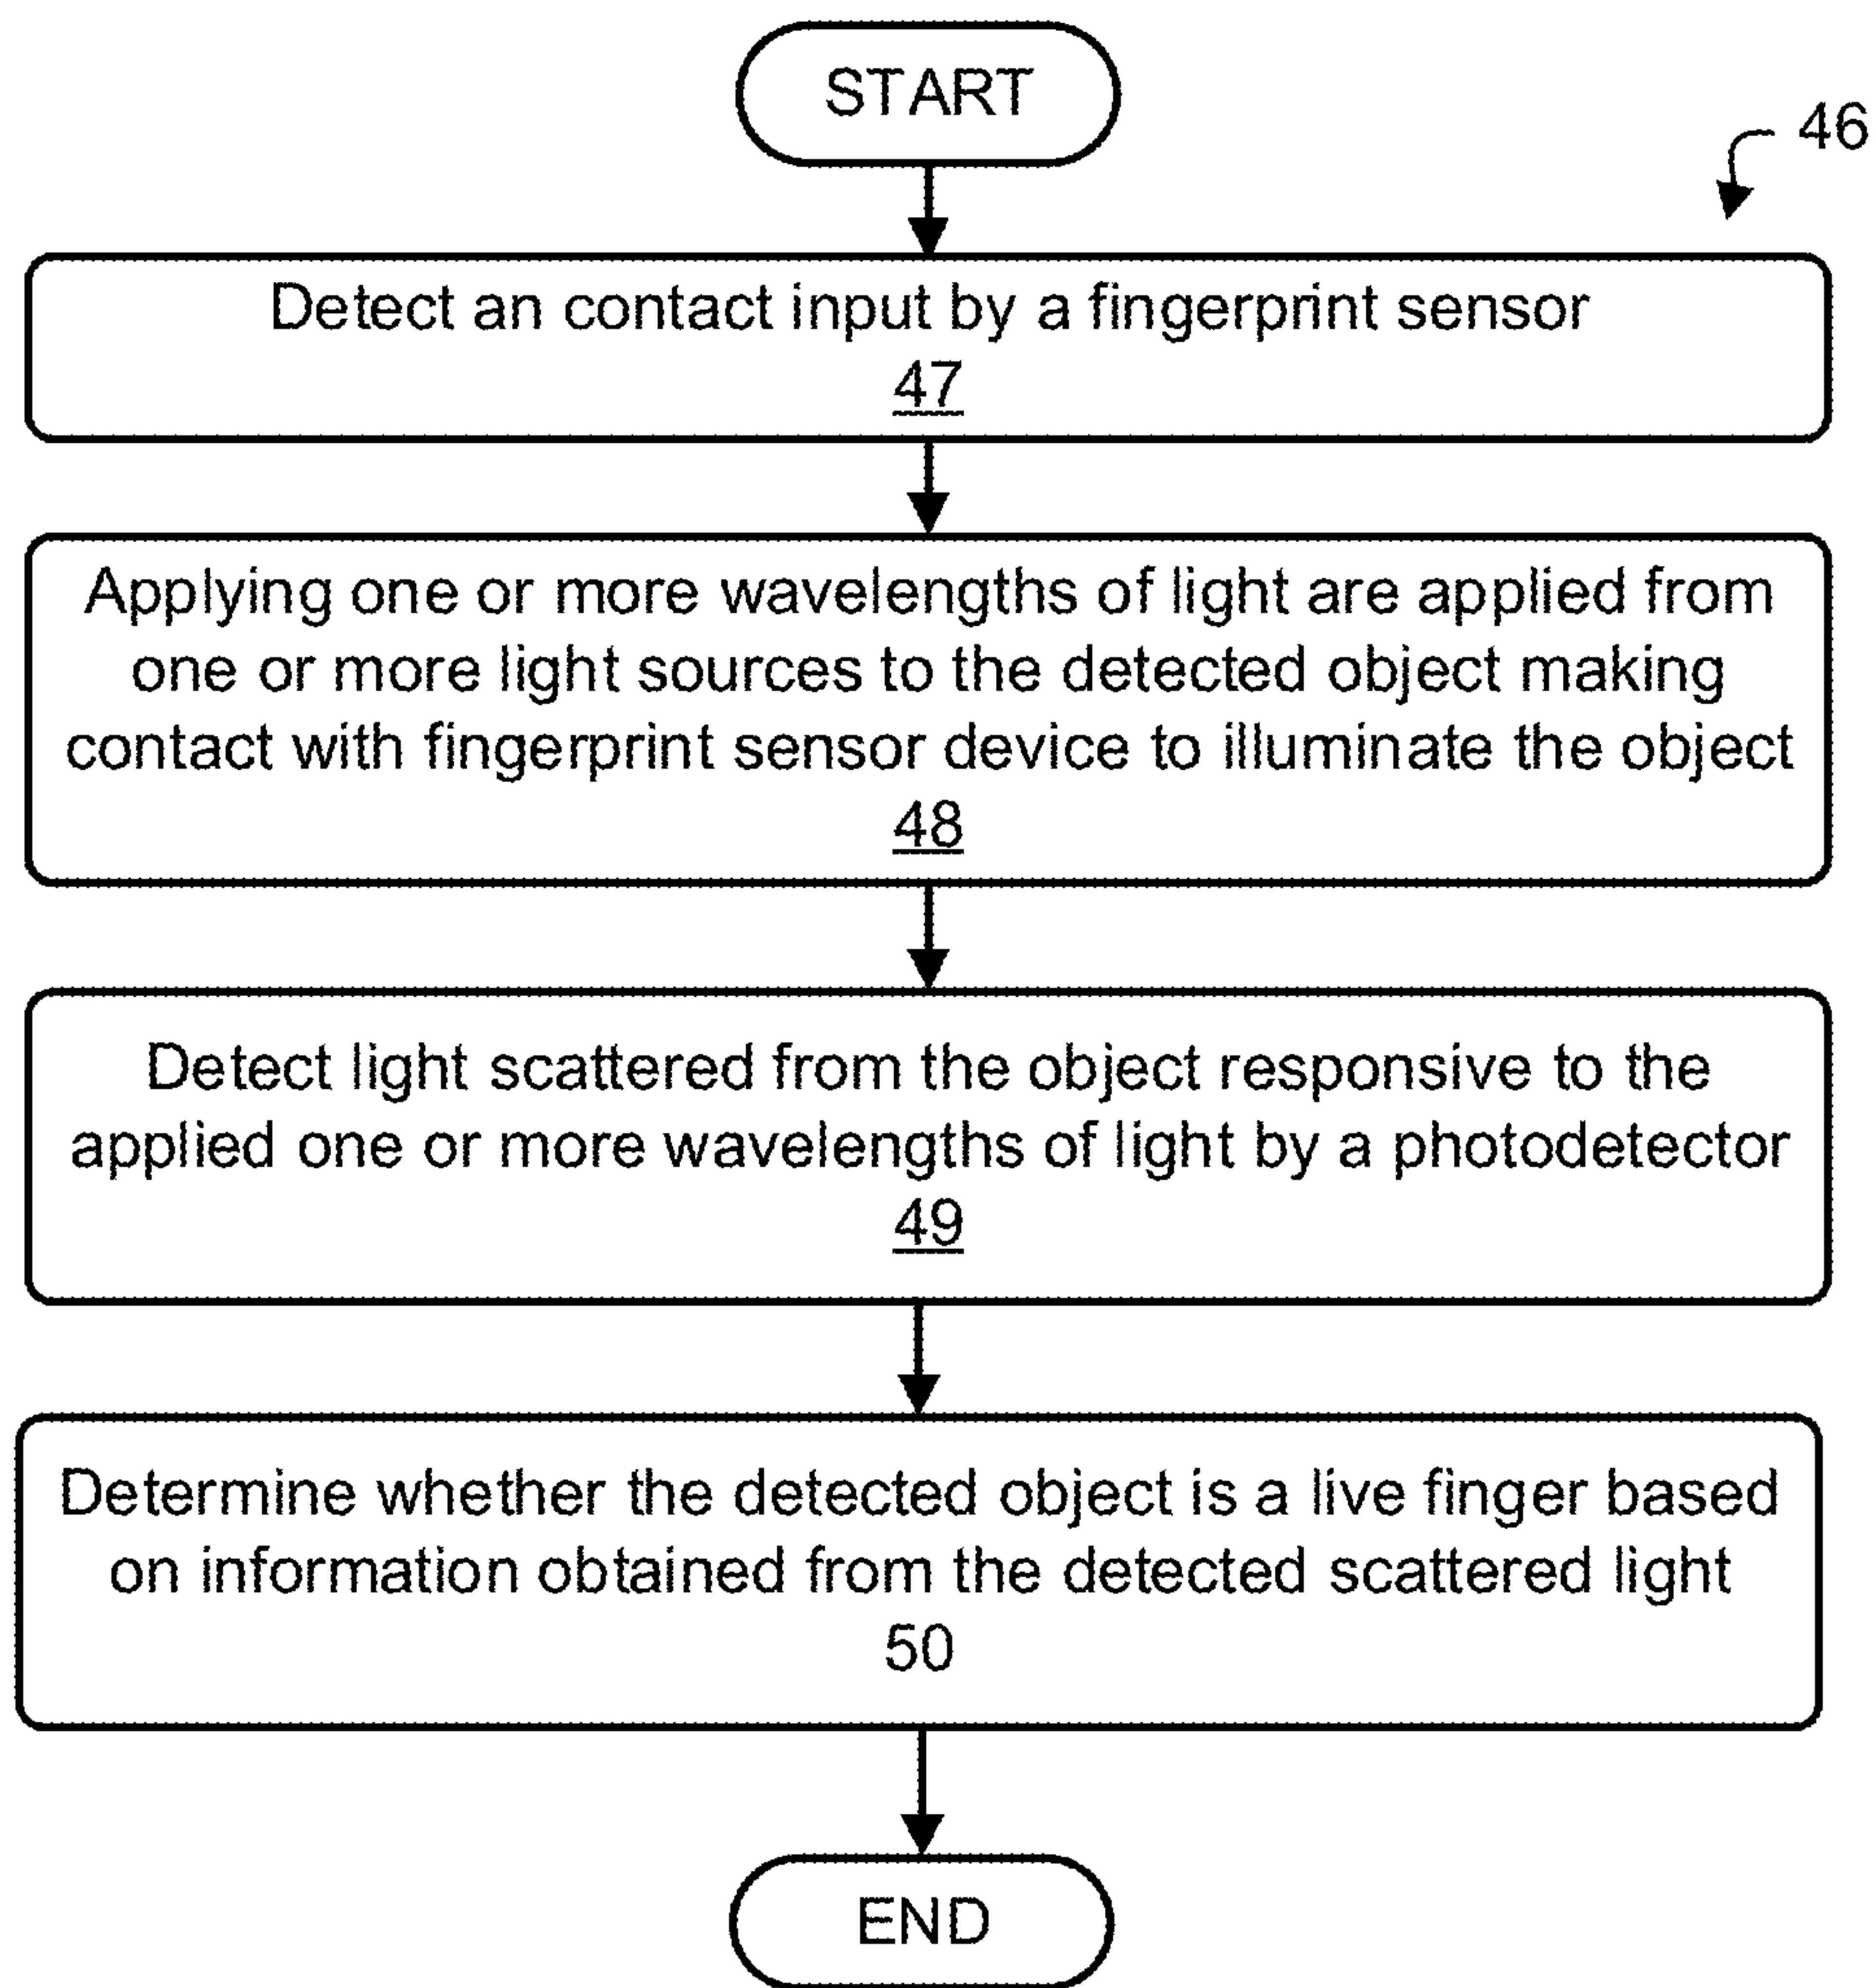 START
46
Detect an contact input by a fingerprint sensor
47
Applying one or more wavelengths of light are applied from
one or more light sources to the detected object making
contact with fingerprint sensor device to illuminate the object
48
Detect light scattered from the object responsive to the
applied one or more wavelengths of light by a photodetector
49
Determine whether the detected object is a live finger based
on information obtained from the detected scattered light
50
END